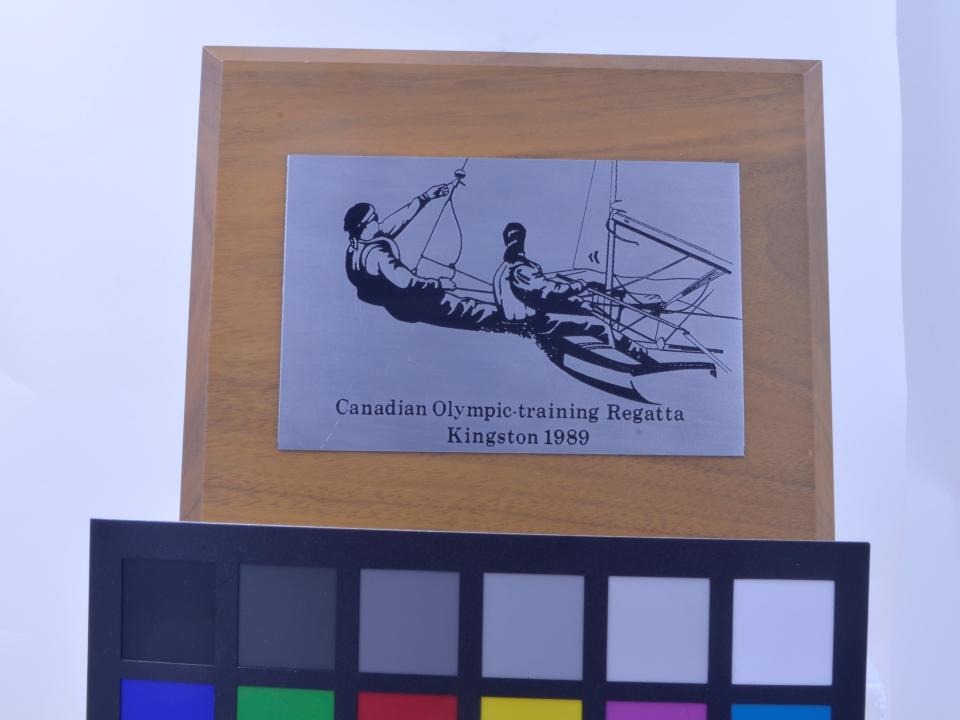 Canadian Olympic-training Regatta
Kingston 1989